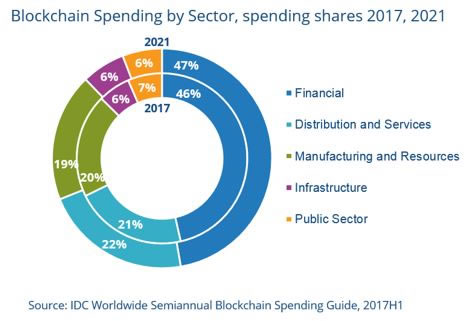 Blockchain Spending by Sector, spending shares 2017, 2021
2021
6%
47%
6%
7%
46%
6%
2017
19%
20%
21%
22%
Financial
Distribution and Services
Manufacturing and Resources
Infrastructure
Public Sector
Source: IDC Worldwide Semiannual Blockchain Spending Guide, 2017H1